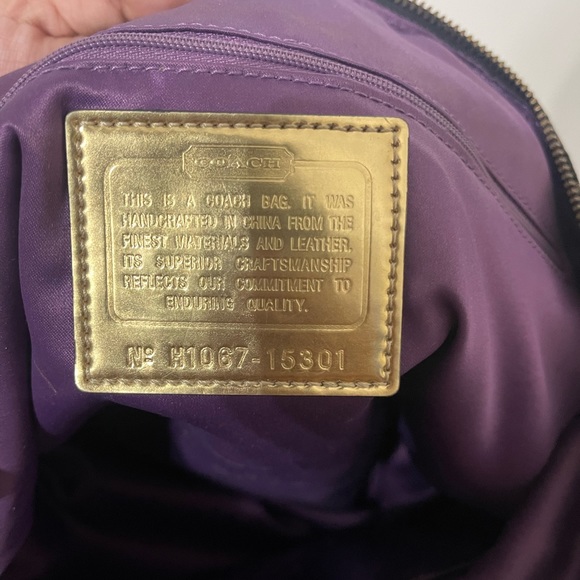 COACH
THIS IS A COACH BAG. IT WAS
HANDCRAFTED IN CHINA FROM THE
FINEST MATERIALS AND LEATHER.
ITS SUPERIOR CRAFTSMANSHIP
REFLECTS OUR COMMITMENT TO
ENDURING QUALITY.
Nº H1067-15301